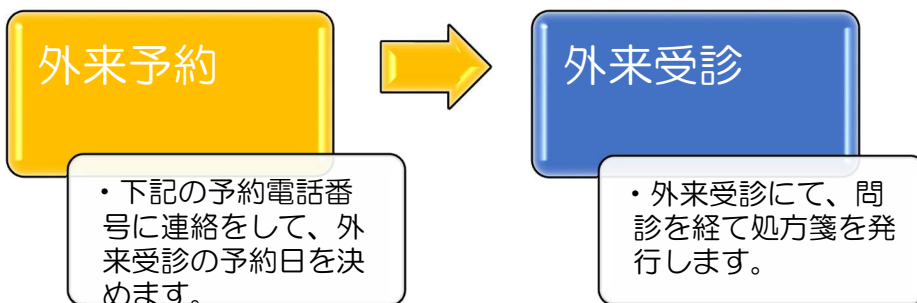 外来予約
・下記の予約電話番
号に連絡をして、外
来受診の予約日を決
めます。
外来受診
・外来受診にて、問
診を経て処方箋を発
行します。